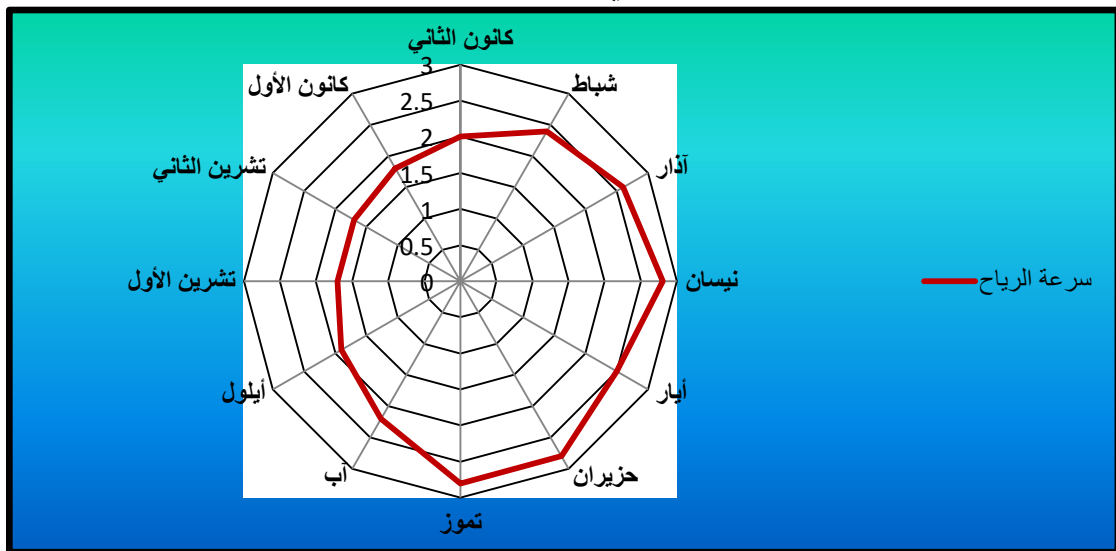 كانون الثاني
شباط
آذار
نيسان
أيار
حزيران
تموز
آب
أيلول
تشرين الأول
تشرين الثاني
كانون الأول
3
2.5
2
1.5
1
0.5
0
سرعة الرياح